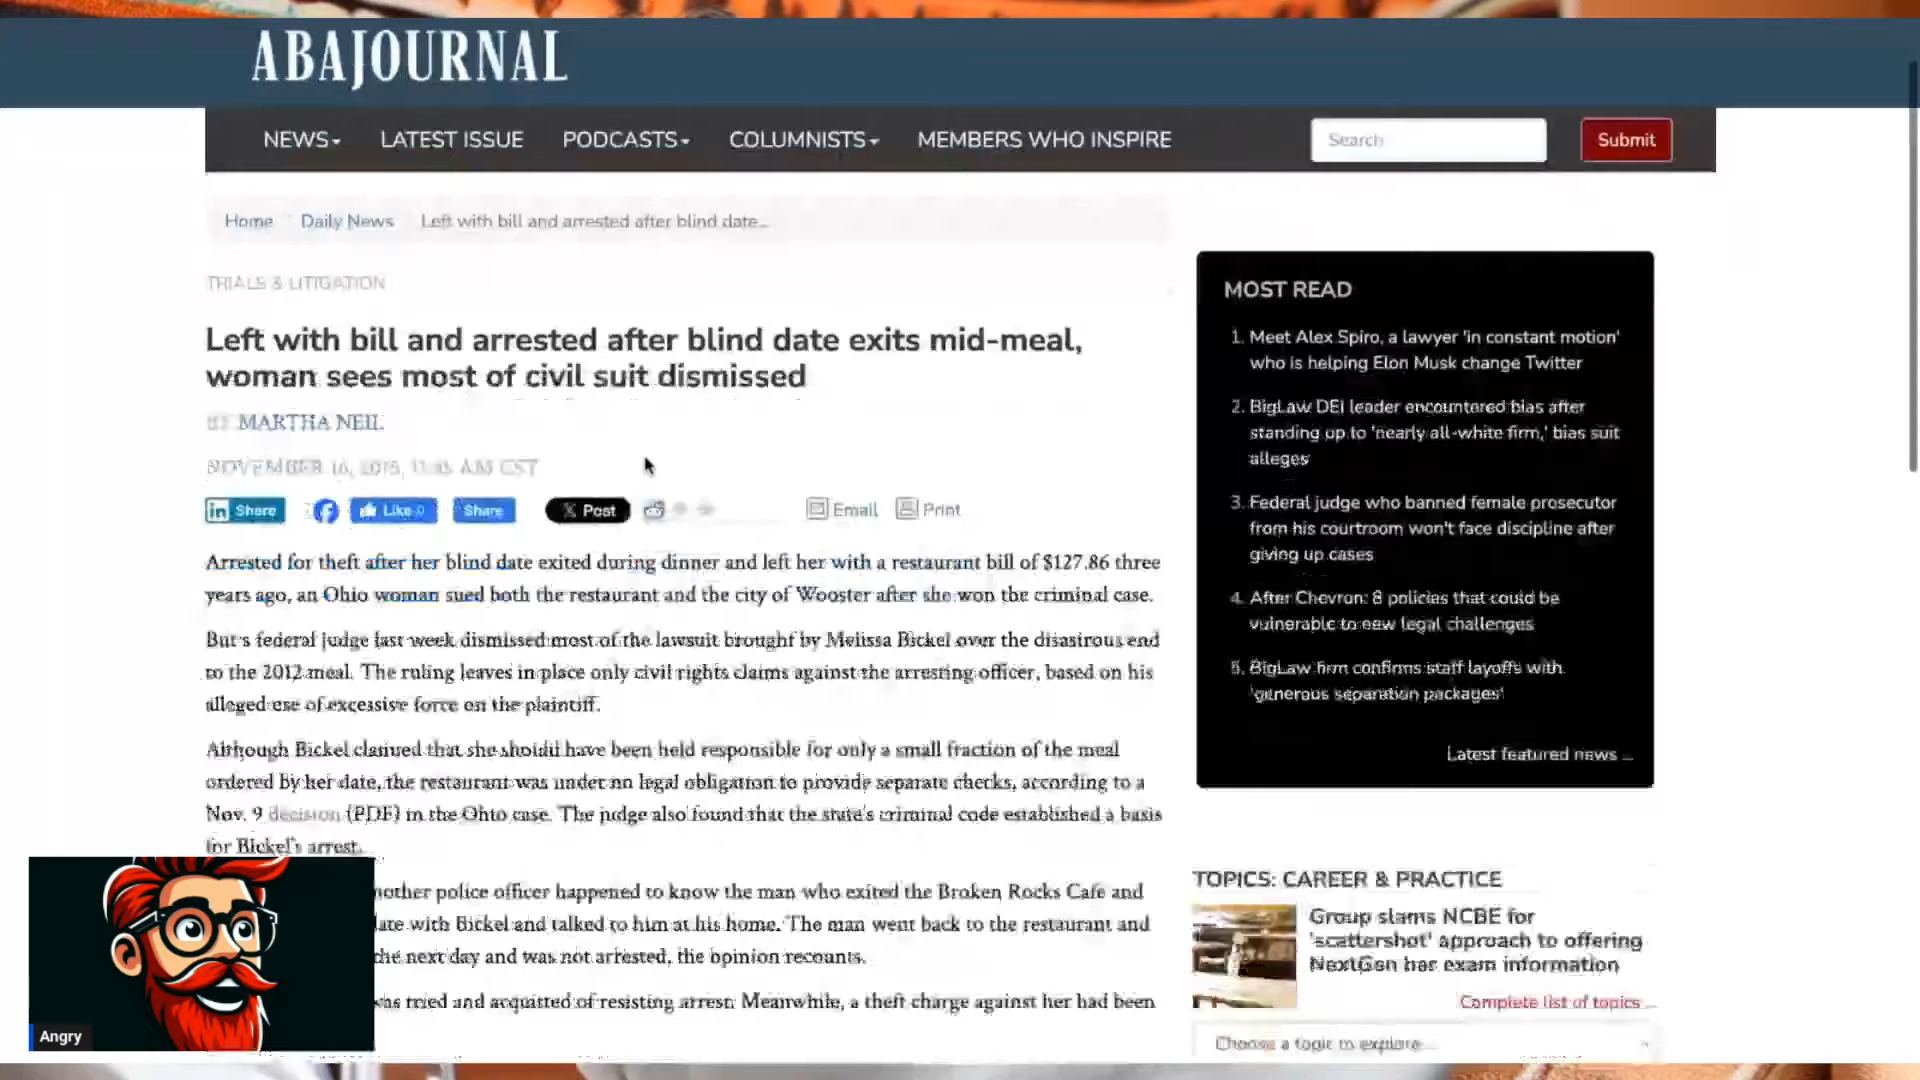 ABAJOURNAL
NEWS
LATEST ISSUE
PODCASTS
COLUMNISTS
MEMBERS WHO INSPIRE
Search
Submit
Home
Daily News
Left with bill and arrested after blind date...
TRIALS & LITIGATION
Left with bill and arrested after blind date exits mid-meal,
woman sees most of civil suit dismissed
BY MARTHA NEIL
NOVEMBER 16, 2015, 11:45 AM CST
Share
Like 0
Share
Post
Email
Print
Arrested for theft after her blind date exited during dinner and left her with a restaurant bill of $127.86 three
years ago, an Ohio woman sued both the restaurant and the city of Wooster after she won the criminal case.
But a federal judge last week dismissed most of the lawsuit brought by Melissa Bickel over the disastrous end
to the 2012 meal. The ruling leaves in place only civil rights claims against the arresting officer, based on his
alleged use of excessive force on the plaintiff.
Although Bickel claimed that she should have been held responsible for only a small fraction of the meal
ordered by her date, the restaurant was under no legal obligation to provide separate checks, according to a
Nov. 9 decision (PDF) in the Ohio case. The judge also found that the state's criminal code established a basis
for Bickel's arrest.
nother police officer happened to know the man who exited the Broken Rocks Cafe and
ate with Bickel and talked to him at his home. The man went back to the restaurant and
the next day and was not arrested, the opinion recounts.
as tried and acquitted of resisting arrest. Meanwhile, a theft charge against her had been
MOST READ
1. Meet Alex Spiro, a lawyer 'in constant motion'
who is helping Elon Musk change Twitter
2. BigLaw DEI leader encountered bias after
standing up to 'nearly all-white firm,' bias suit
alleges
3. Federal judge who banned female prosecutor
from his courtroom won't face discipline after
giving up cases
4. After Chevron: 8 policies that could be
vulnerable to new legal challenges
5. BigLaw firm confirms staff layoffs with
'generous separation packages'
Latest featured news ...
TOPICS: CAREER & PRACTICE
Group slams NCBE for
'scattershot' approach to offering
NextGen bar exam information
Complete list of topics ...
Choose a topic to explore...
Angry